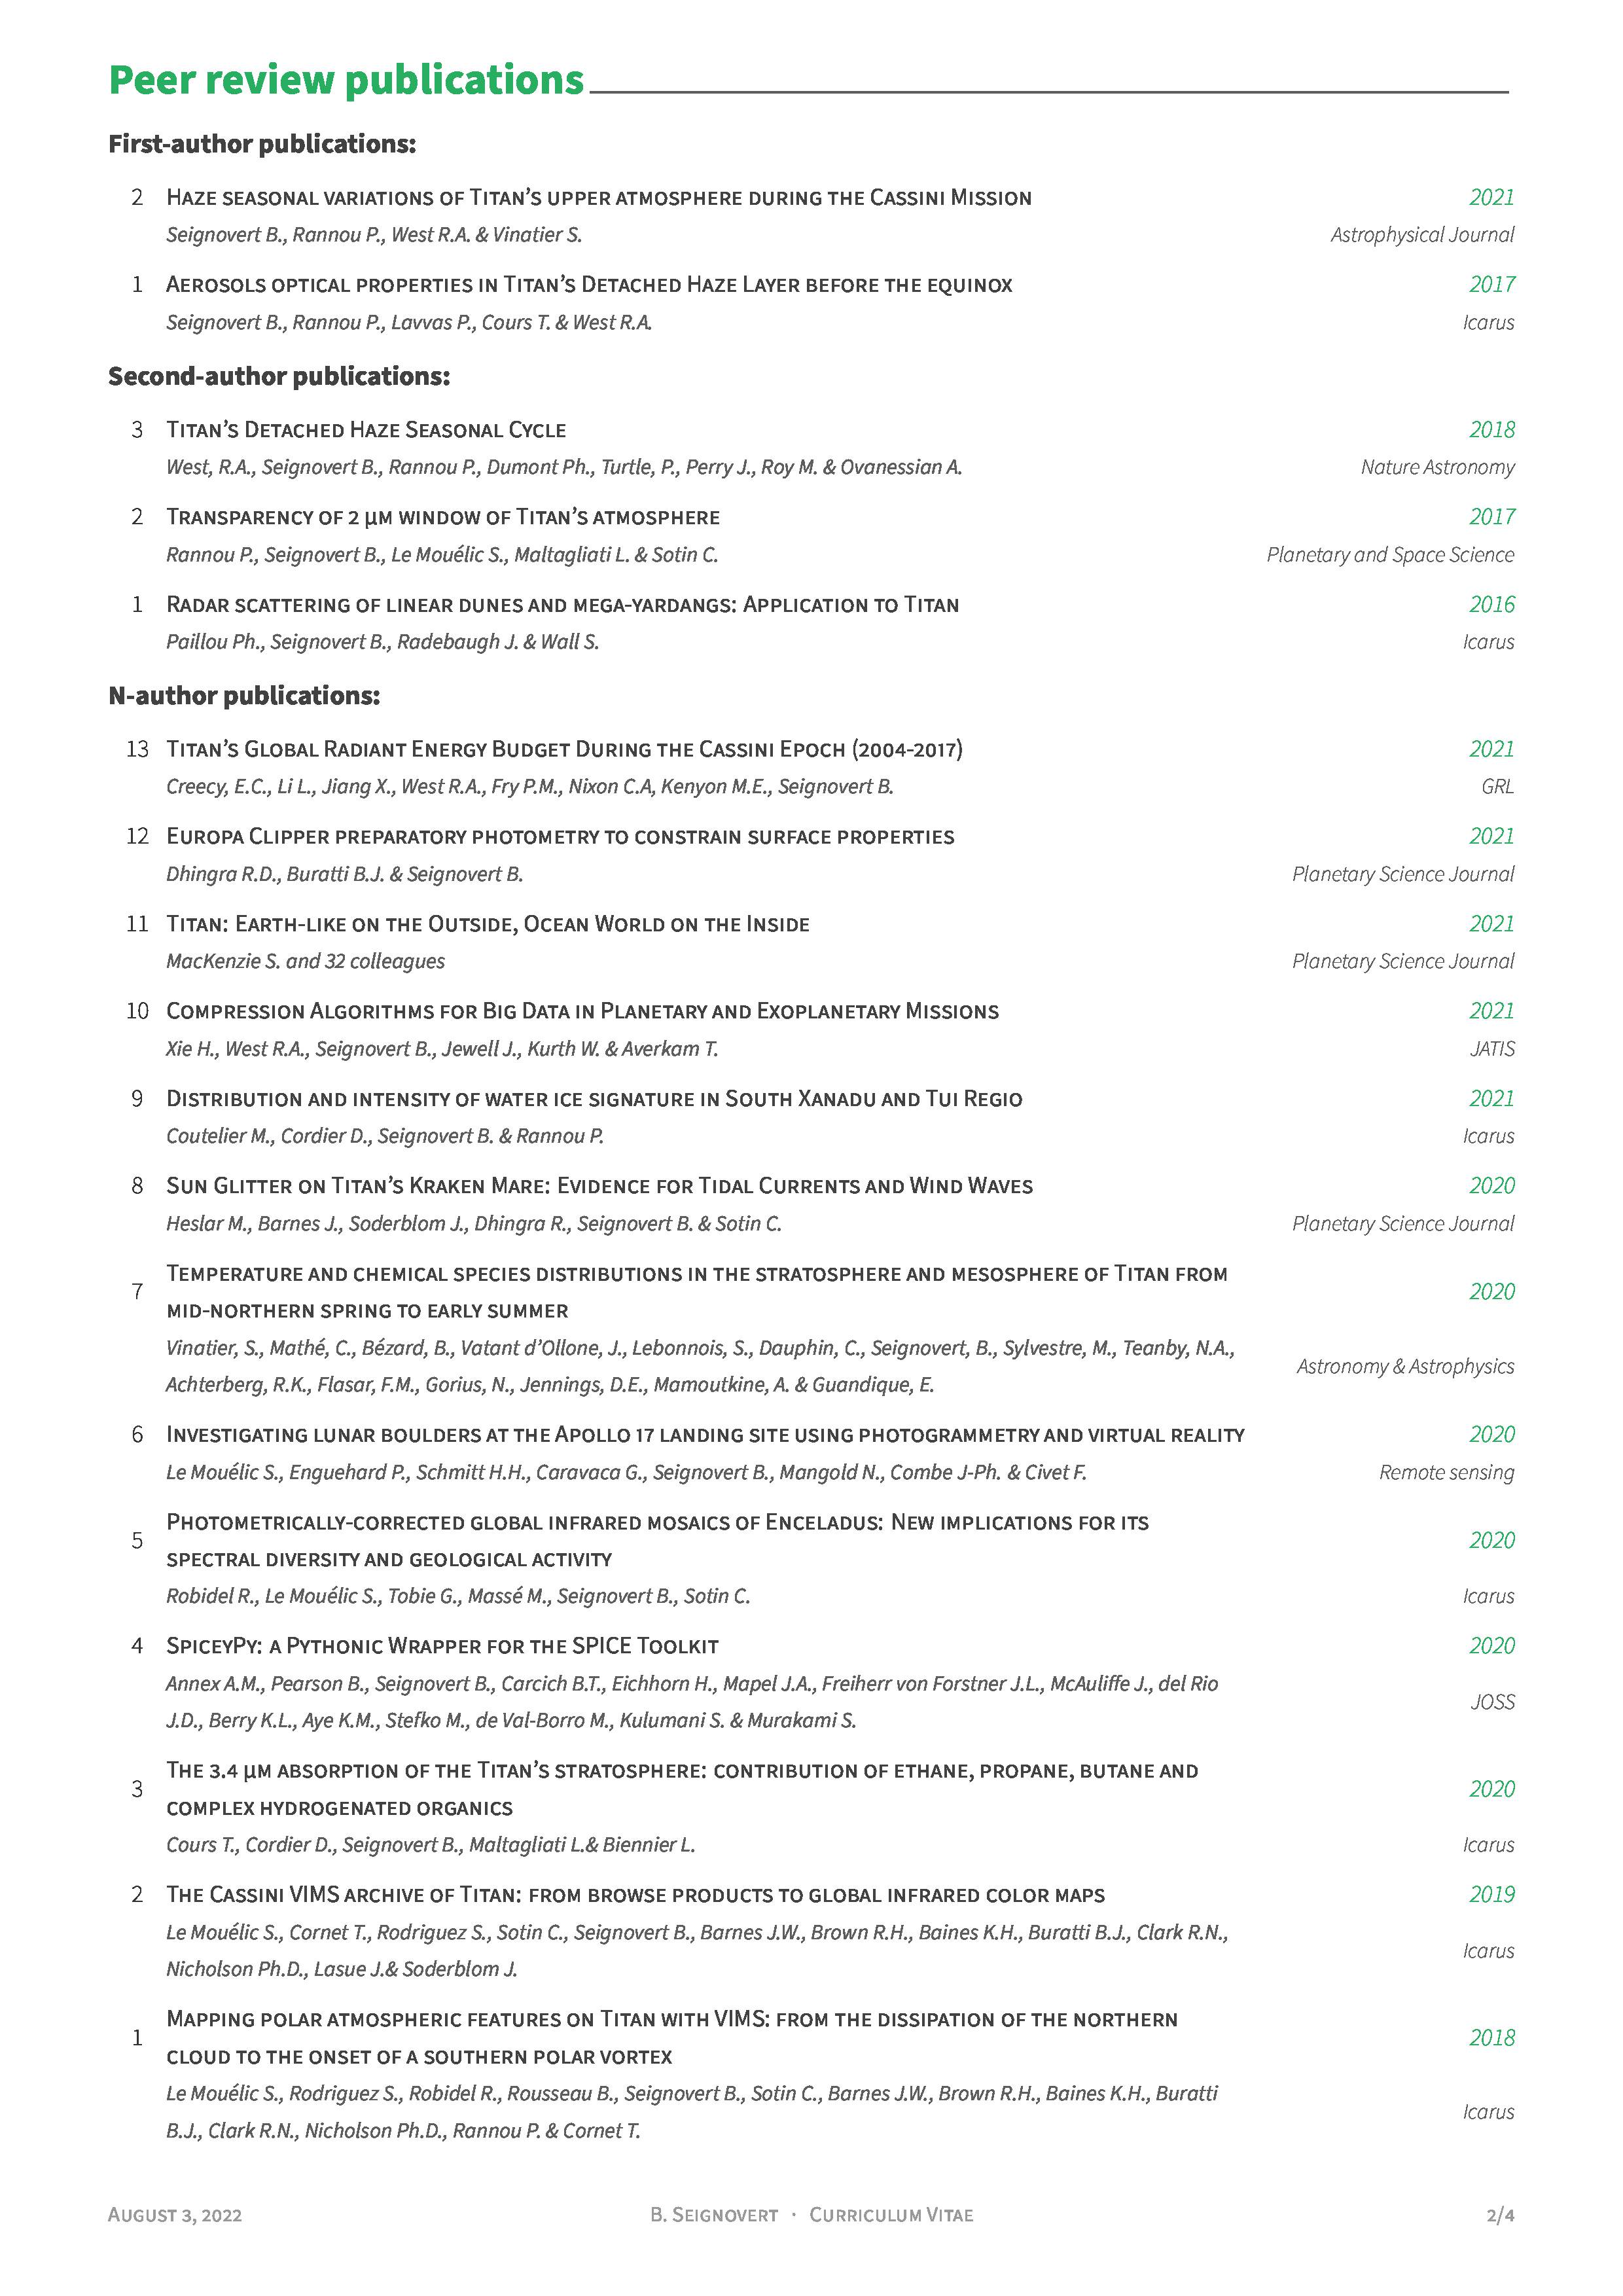 Peer review publications
First-author publications:
2 Haze seasonal variations of Titan’s upper atmosphere during the Cassini Mission 2021
Seignovert B., Rannou P., West R.A. & Vinatier S. Astrophysical Journal
1 Aerosols optical properties in Titan’s Detached Haze Layer before the equinox 2017
Seignovert B., Rannou P., Lavvas P., Cours T. & West R.A. Icarus
Second-author publications:
3 Titan’s Detached Haze Seasonal Cycle 2018
West, R.A., Seignovert B., Rannou P., Dumont Ph., Turtle, P., Perry J., Roy M. & Ovanessian A. Nature Astronomy
2 Transparency of 2 µm window of Titan’s atmosphere 2017
Rannou P., Seignovert B., Le Mouélic S., Maltagliati L. & Sotin C. Planetary and Space Science
1 Radar scattering of linear dunes and mega-yardangs: Application to Titan 2016
Paillou Ph., Seignovert B., Radebaugh J. & Wall S. Icarus
N-author publications:
13 Titan’s Global Radiant Energy Budget During the Cassini Epoch (2004-2017) 2021
Creecy, E.C., Li L., Jiang X., West R.A., Fry P.M., Nixon C.A, Kenyon M.E., Seignovert B. GRL
12 Europa Clipper preparatory photometry to constrain surface properties 2021
Dhingra R.D., Buratti B.J. & Seignovert B. Planetary Science Journal
11 Titan: Earth-like on the Outside, Ocean World on the Inside 2021
MacKenzie S. and 32 colleagues Planetary Science Journal
10 Compression Algorithms for Big Data in Planetary and Exoplanetary Missions 2021
Xie H., West R.A., Seignovert B., Jewell J., Kurth W. & Averkam T. JATIS
9 Distribution and intensity of water ice signature in South Xanadu and Tui Regio 2021
Coutelier M., Cordier D., Seignovert B. & Rannou P. Icarus
8 Sun Glitter on Titan’s Kraken Mare: Evidence for Tidal Currents and Wind Waves 2020
Heslar M., Barnes J., Soderblom J., Dhingra R., Seignovert B. & Sotin C. Planetary Science Journal
7 Temperature and chemical species distributions in the stratosphere and mesosphere of Titan from 2020
mid-northern spring to early summer
Vinatier, S., Mathé, C., Bézard, B., Vatant d’Ollone, J., Lebonnois, S., Dauphin, C., Seignovert, B., Sylvestre, M., Teanby, N.A., Astronomy & Astrophysics
Achterberg, R.K., Flasar, F.M., Gorius, N., Jennings, D.E., Mamoutkine, A. & Guandique, E.
6 Investigating lunar boulders at the Apollo 17 landing site using photogrammetry and virtual reality 2020
Le Mouélic S., Enguehard P., Schmitt H.H., Caravaca G., Seignovert B., Mangold N., Combe J-Ph. & Civet F. Remote sensing
5 Photometrically-corrected global infrared mosaics of Enceladus: New implications for its 2020
spectral diversity and geological activity
Robidel R., Le Mouélic S., Tobie G., Massé M., Seignovert B., Sotin C. Icarus
4 SpiceyPy: a Pythonic Wrapper for the SPICE Toolkit 2020
Annex A.M., Pearson B., Seignovert B., Carcich B.T., Eichhorn H., Mapel J.A., Freiherr von Forstner J.L., McAuliffe J., del Rio JOSS
J.D., Berry K.L., Aye K.M., Stefko M., de Val-Borro M., Kulumani S. & Murakami S.
3 The 3.4 µm absorption of the Titan’s stratosphere: contribution of ethane, propane, butane and 2020
complex hydrogenated organics
Cours T., Cordier D., Seignovert B., Maltagliati L.& Biennier L. Icarus
2 The Cassini VIMS archive of Titan: from browse products to global infrared color maps 2019
Le Mouélic S., Cornet T., Rodriguez S., Sotin C., Seignovert B., Barnes J.W., Brown R.H., Baines K.H., Buratti B.J., Clark R.N., Icarus
Nicholson Ph.D., Lasue J.& Soderblom J.
1 Mapping polar atmospheric features on Titan with VIMS: from the dissipation of the northern 2018
cloud to the onset of a southern polar vortex
Le Mouélic S., Rodriguez S., Robidel R., Rousseau B., Seignovert B., Sotin C., Barnes J.W., Brown R.H., Baines K.H., Buratti Icarus
B.J., Clark R.N., Nicholson Ph.D., Rannou P. & Cornet T.
August 3, 2022 B. Seignovert · Curriculum Vitae 2/4